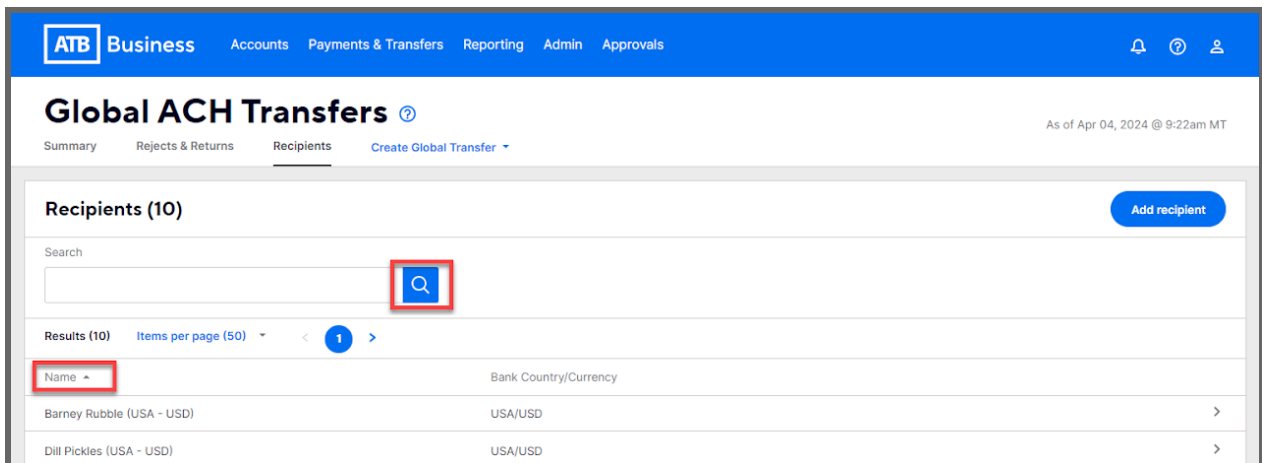 ATB Business Accounts Payments & Transfers Reporting Admin Approvals
Global ACH Transfers
As of Apr 04, 2024 @ 9:22am MT
Summary Rejects & Returns Recipients Create Global Transfer
Recipients (10) Add recipient
Search
Results (10) Items per page (50) < 1 >
Name Bank Country/Currency
Barney Rubble (USA - USD) USA/USD
Dill Pickles (USA - USD) USA/USD